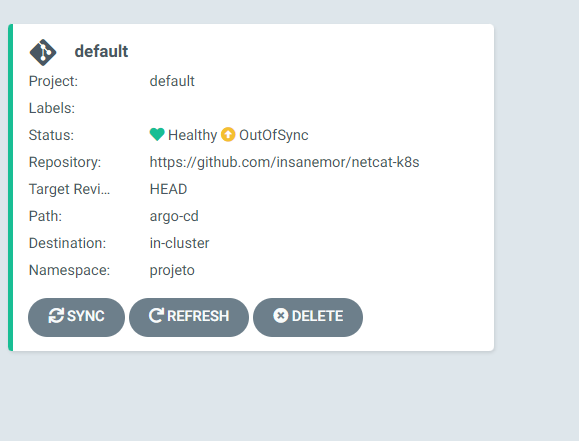 default
Project: default
Labels:
Status: Healthy OutOfSync
Repository: https://github.com/insanemor/netcat-k8s
Target Revi... HEAD
Path: argo-cd
Destination: in-cluster
Namespace: projeto
SYNC REFRESH DELETE